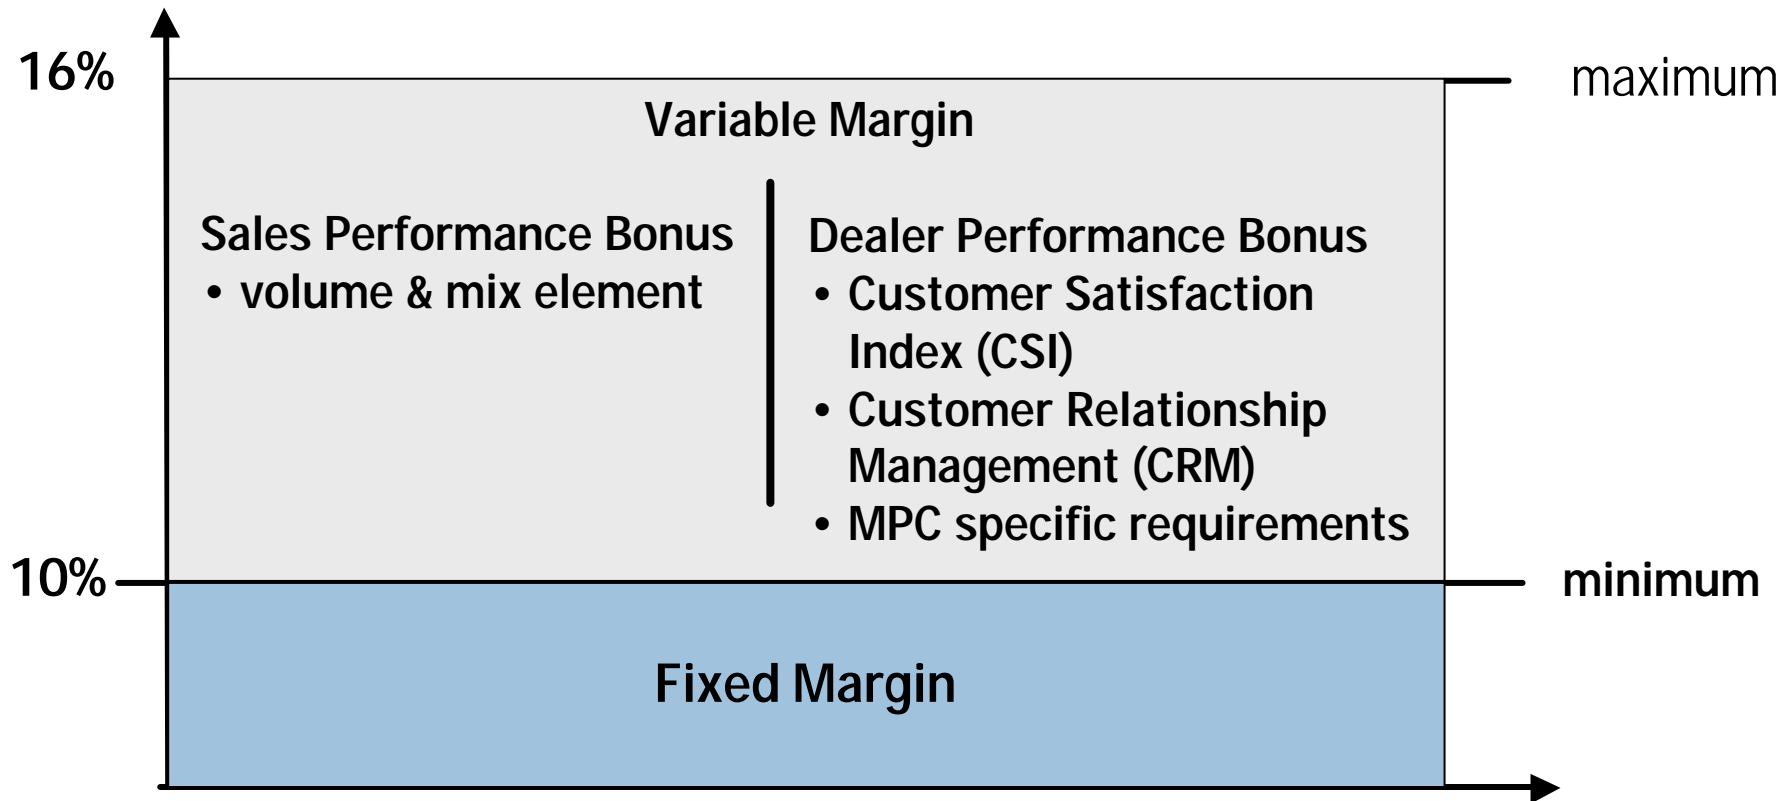 16%
maximum
Variable Margin
Sales Performance Bonus
• volume & mix element
Dealer Performance Bonus
• Customer Satisfaction
Index (CSI)
• Customer Relationship
Management (CRM)
• MPC specific requirements
10%
minimum
Fixed Margin